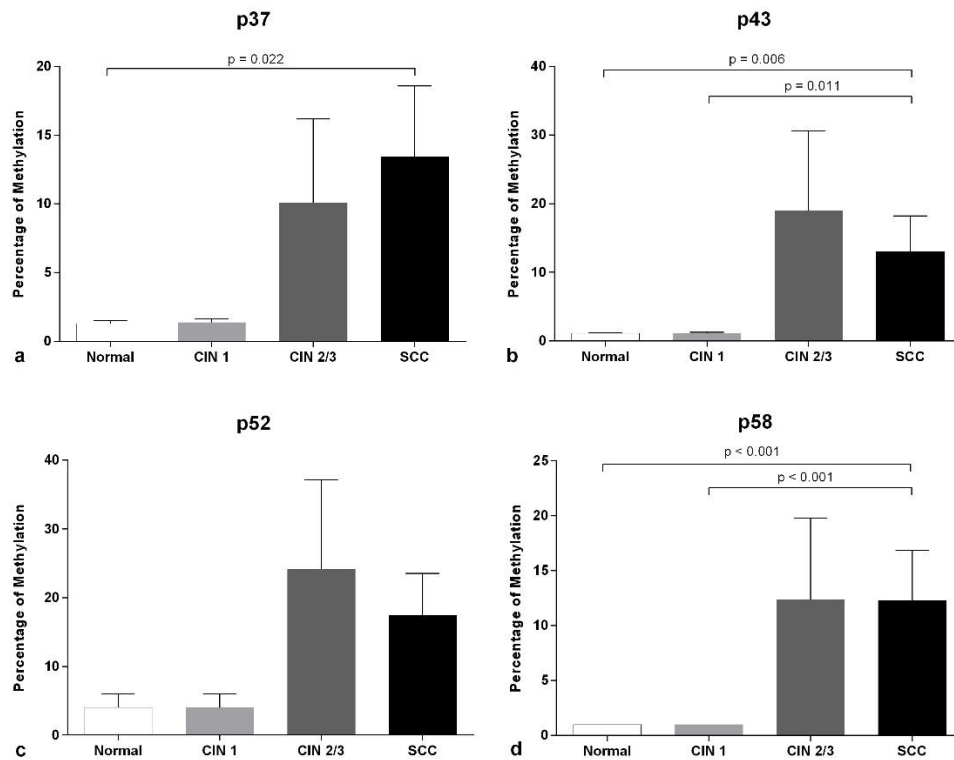 p37
p = 0.022
Percentage of Methylation
20
15
10
5
0
Normal CIN 1 CIN 2/3 SCC
a
p43
p = 0.006
p = 0.011
Percentage of Methylation
40
30
20
10
0
Normal CIN 1 CIN 2/3 SCC
b
p52
Percentage of Methylation
40
30
20
10
0
Normal CIN 1 CIN 2/3 SCC
c
p58
p < 0.001
p < 0.001
Percentage of Methylation
25
20
15
10
5
0
Normal CIN 1 CIN 2/3 SCC
d